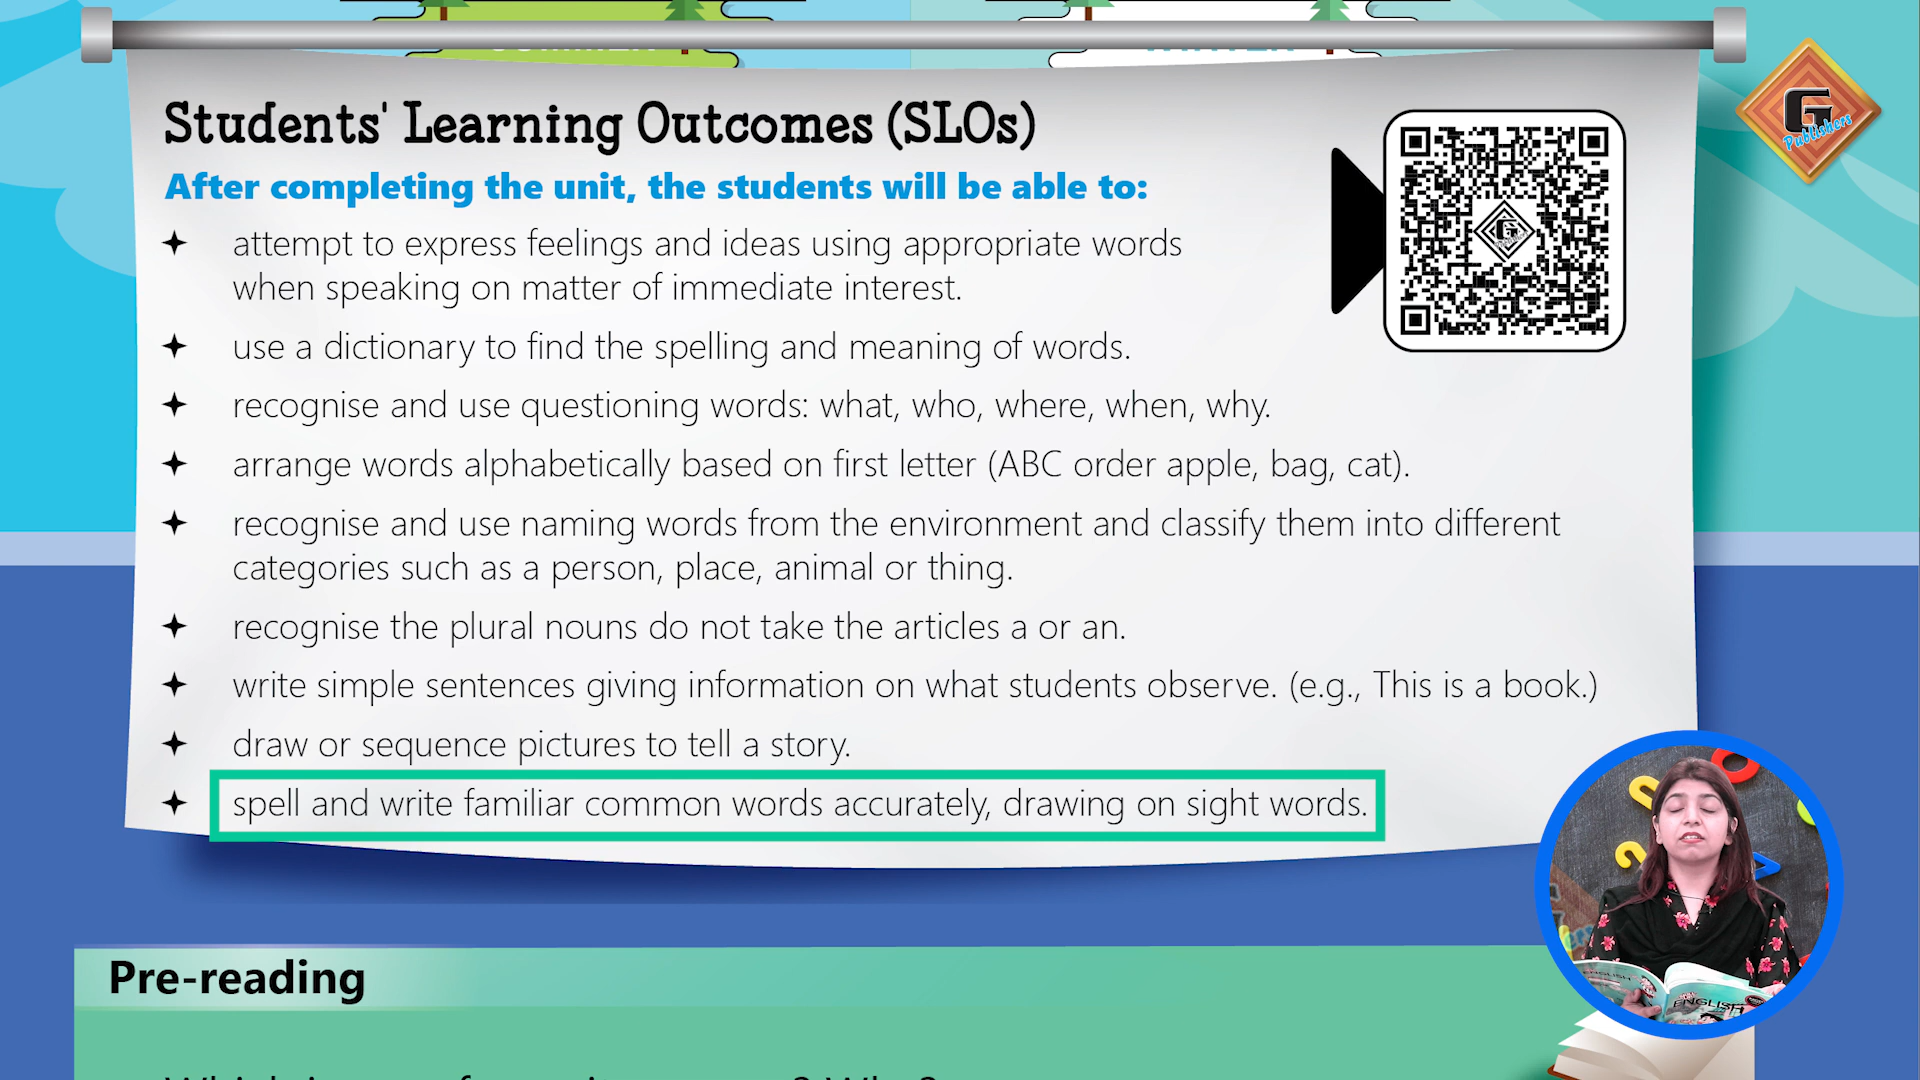 Students' Learning Outcomes (SLOs)
After completing the unit, the students will be able to:
attempt to express feelings and ideas using appropriate words
when speaking on matter of immediate interest.
use a dictionary to find the spelling and meaning of words.
recognise and use questioning words: what, who, where, when, why.
arrange words alphabetically based on first letter (ABC order apple, bag, cat).
recognise and use naming words from the environment and classify them into different
categories such as a person, place, animal or thing.
recognise the plural nouns do not take the articles a or an.
write simple sentences giving information on what students observe. (e.g., This is a book.)
draw or sequence pictures to tell a story.
spell and write familiar common words accurately, drawing on sight words.
Pre-reading
G
Publishers
ENGLISH
ENGLISH